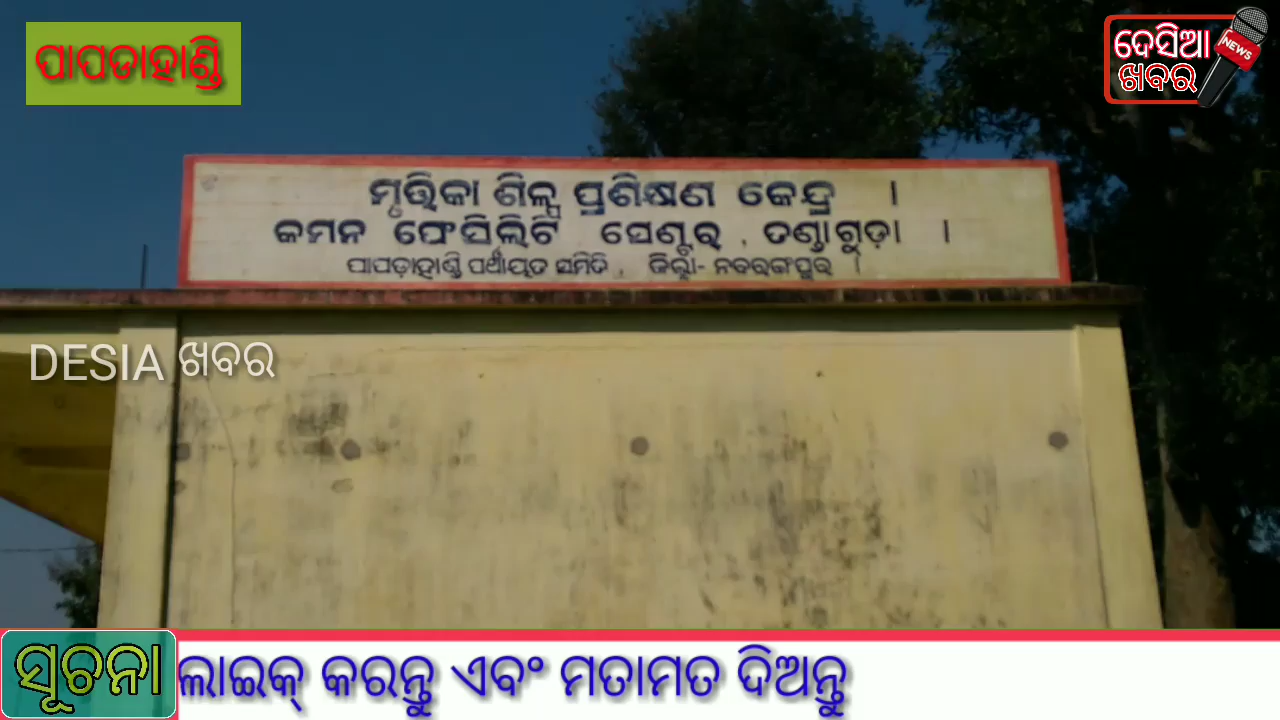 ପାପଡାହାଣ୍ଡି
ଦେସିଆ
ଖବର
NEWS
ମୃତ୍ତିକା ଶିଳ୍ପ ପ୍ରଶିକ୍ଷଣ କେନ୍ଦ୍ର ।
କମନ ଫେସିଲିଟି ସେଣ୍ଟର୍ , ଡଣ୍ଡାଗୁଡ଼ା ।
ପାପଡ଼ାହାଣ୍ଡି ପଞ୍ଚାୟତ ସମିତି , ଜିଲ୍ଲା- ନବରଙ୍ଗପୁର ।
DESIA ଖବର
ସୂଚନା
ଲାଇକ୍ କରନ୍ତୁ ଏବଂ ମତାମତ ଦିଅନ୍ତୁ